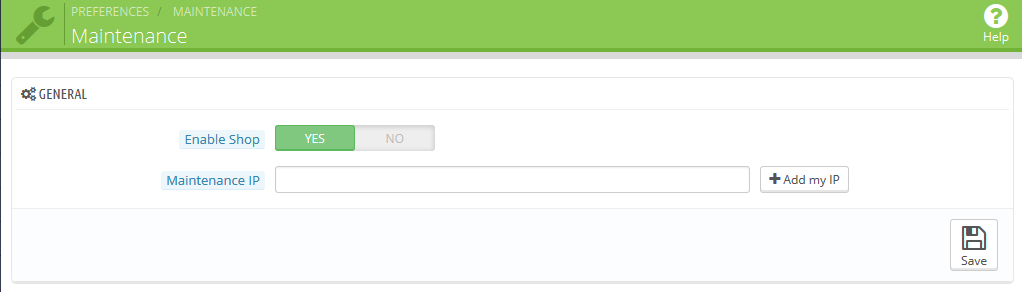 PREFERENCES / MAINTENANCE
Maintenance
Help
GENERAL
Enable Shop YES NO
Maintenance IP Add my IP
Save